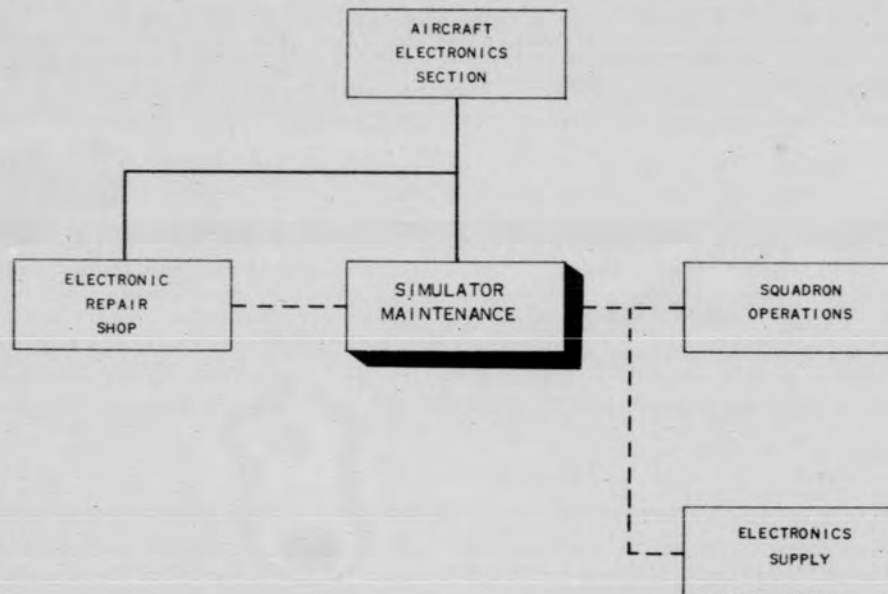 AIRCRAFT
ELECTRONICS
SECTION
ELECTRONIC
REPAIR
SHOP
SIMULATOR
MAINTENANCE
SQUADRON
OPERATIONS
ELECTRONICS
SUPPLY